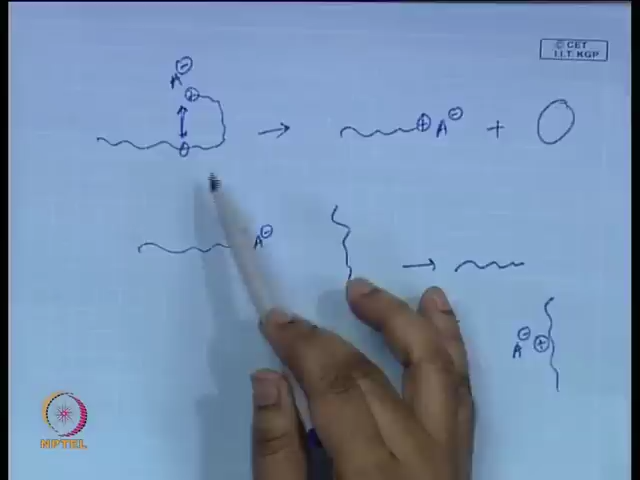 © CET
I.I.T. KGP
A⊖
⊕
O
→
⊕ A⊖
+
A⊖
→
A⊖ ⊕
NPTEL